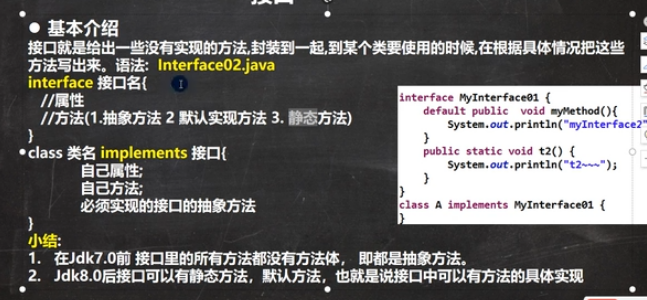 ● 基本介绍
接口就是给出一些没有实现的方法,封装到一起,到某个类要使用的时候,在根据具体情况把这些
方法写出来。语法: Interface02.java
interface 接口名{
//属性
//方法(1.抽象方法 2 默认实现方法 3. 静态方法)
}
•class 类名 implements 接口{
自己属性;
自己方法;
必须实现的接口的抽象方法
}
小结:
1. 在Jdk7.0前 接口里的所有方法都没有方法体， 即都是抽象方法。
2. Jdk8.0后接口可以有静态方法，默认方法，也就是说接口中可以有方法的具体实现
interface MyInterface01 {
default public void myMethod(){
System.out.println("myInterface2"
}
public static void t2() {
System.out.println("t2~~~");
}
}
class A implements MyInterface01 {
}